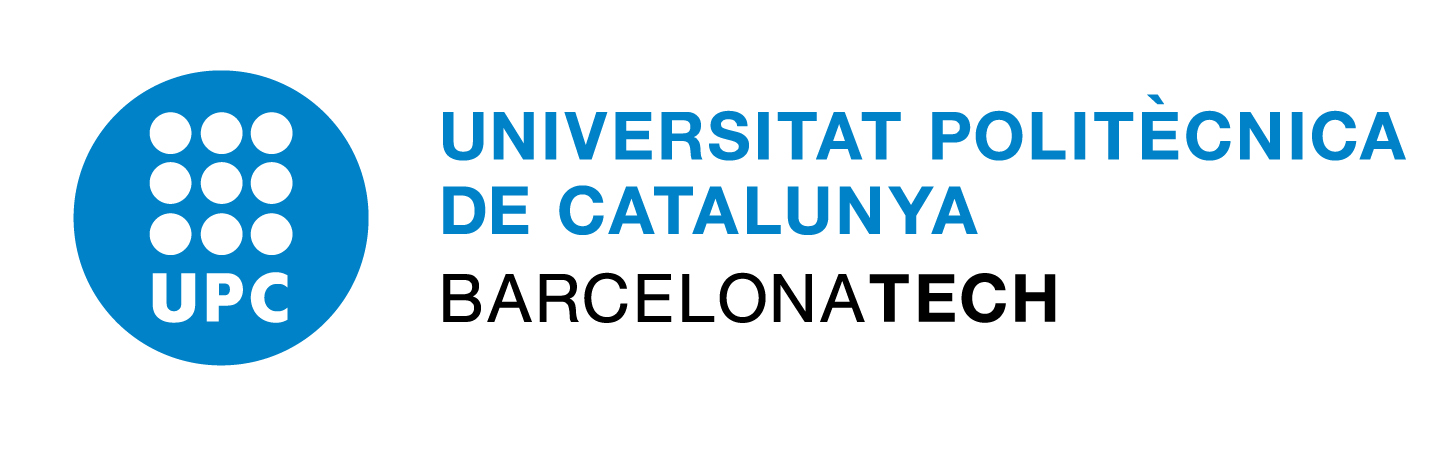 UPC
UNIVERSITAT POLITÈCNICA
DE CATALUNYA
BARCELONATECH